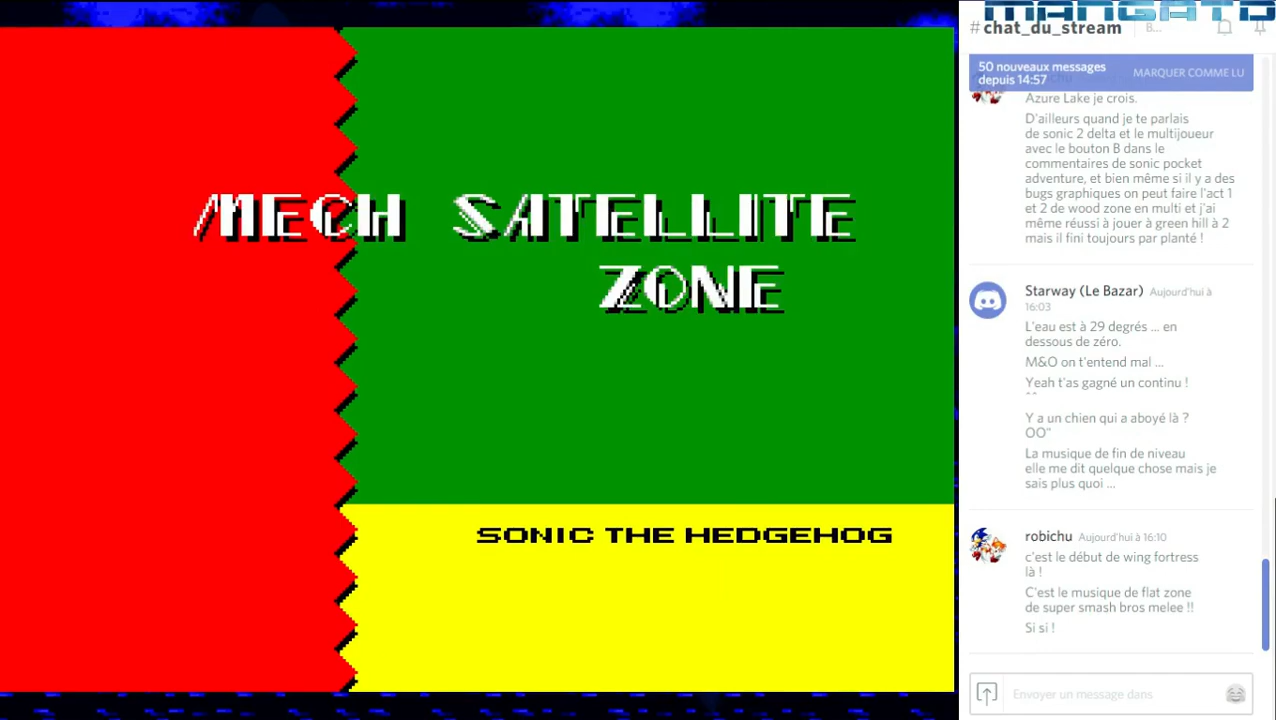 MECH SATELLITE
ZONE
SONIC THE HEDGEHOG
MANGATO
# chat_du_stream
B...
50 nouveaux messages
depuis 14:57
MARQUER COMME LU
Azure Lake je crois.
D'ailleurs quand je te parlais
de sonic 2 delta et le multijoueur
avec le bouton B dans le
commentaires de sonic pocket
adventure, et bien même si il y a des
bugs graphiques on peut faire l'act 1
et 2 de wood zone en multi et j'ai
même réussi à jouer à green hill à 2
mais il fini toujours par planté !
Starway (Le Bazar) Aujourd'hui à
16:03
L'eau est à 29 degrés ... en
dessous de zéro.
M&O on t'entend mal ...
Yeah t'as gagné un continu !
^^
Y a un chien qui a aboyé là ?
OO"
La musique de fin de niveau
elle me dit quelque chose mais je
sais plus quoi ...
robichu Aujourd'hui à 16:10
c'est le début de wing fortress
là !
C'est le musique de flat zone
de super smash bros melee !!
Si si !
Envoyer un message dans